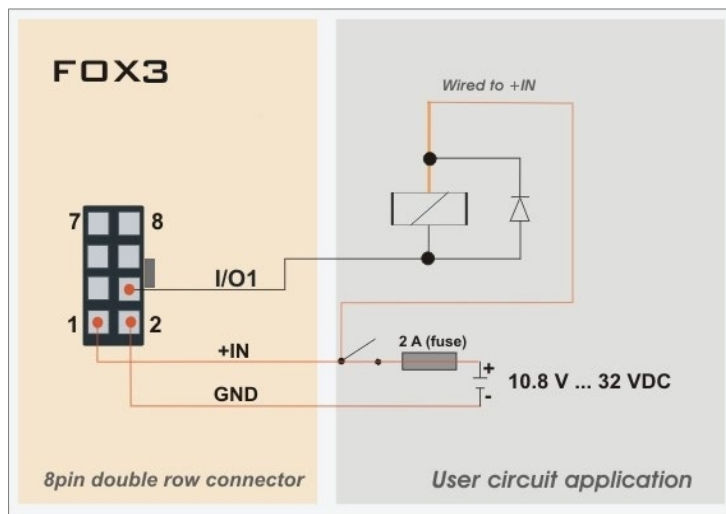 FOX3
Wired to +IN
7 8
I/O1
1 2
2 A (fuse)
+IN
+
10.8 V ... 32 VDC
-
GND
8pin double row connector
User circuit application